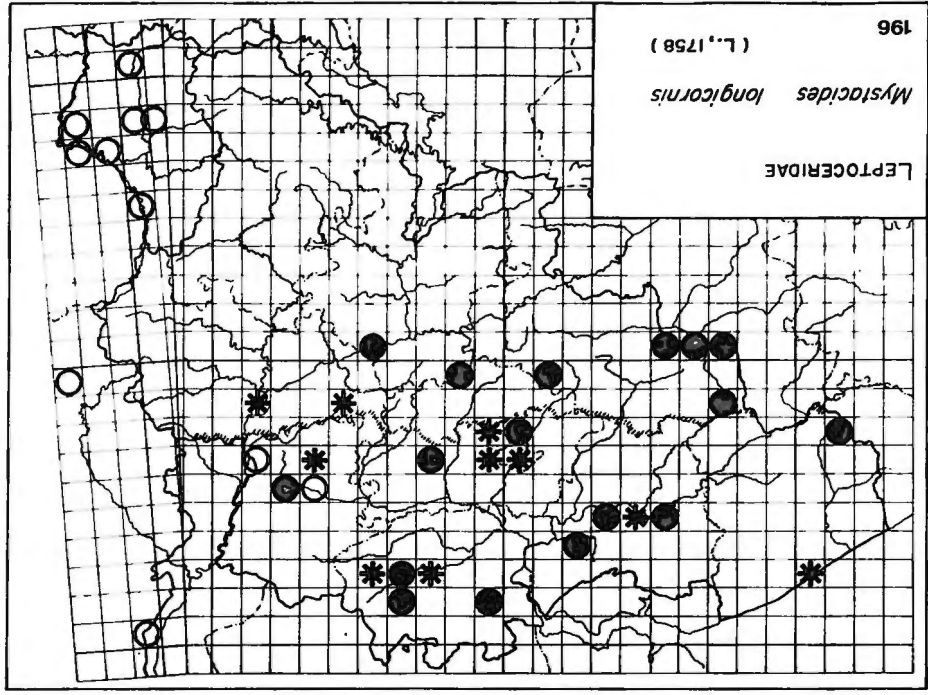 LEPTOCERIDAE
Mystacides longicornis
( L., 1758 )
196